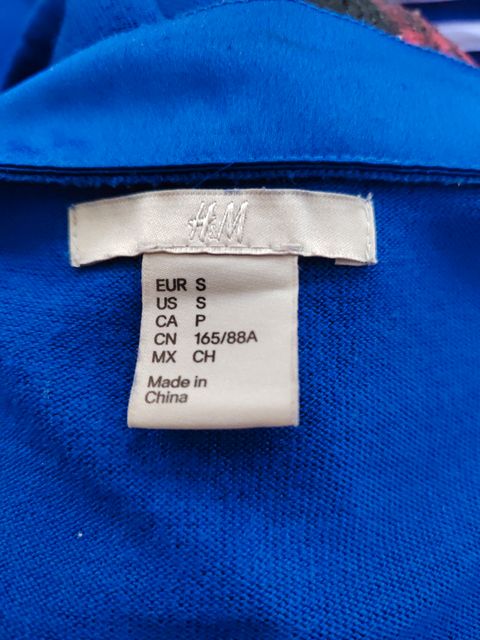 H&M
EUR S
US S
CA P
CN 165/88A
MX CH
Made in
China